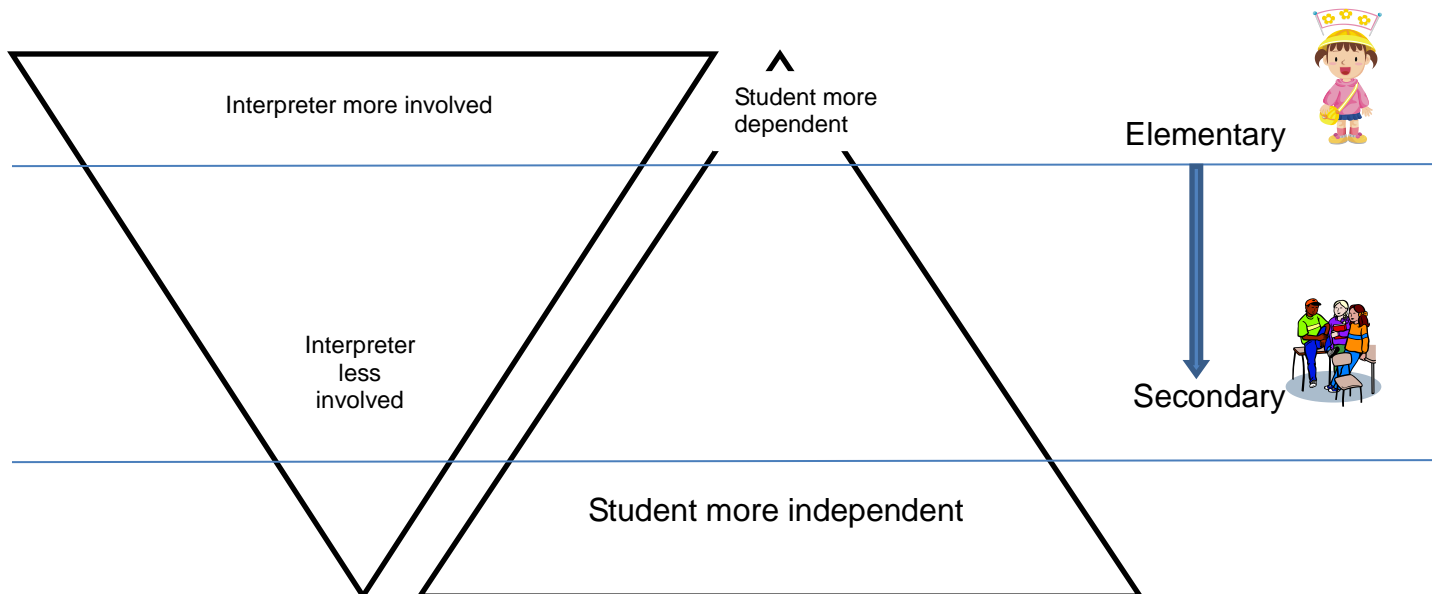 Interpreter more involved
Student more
dependent
Elementary
Interpreter
less
involved
Secondary
Student more independent